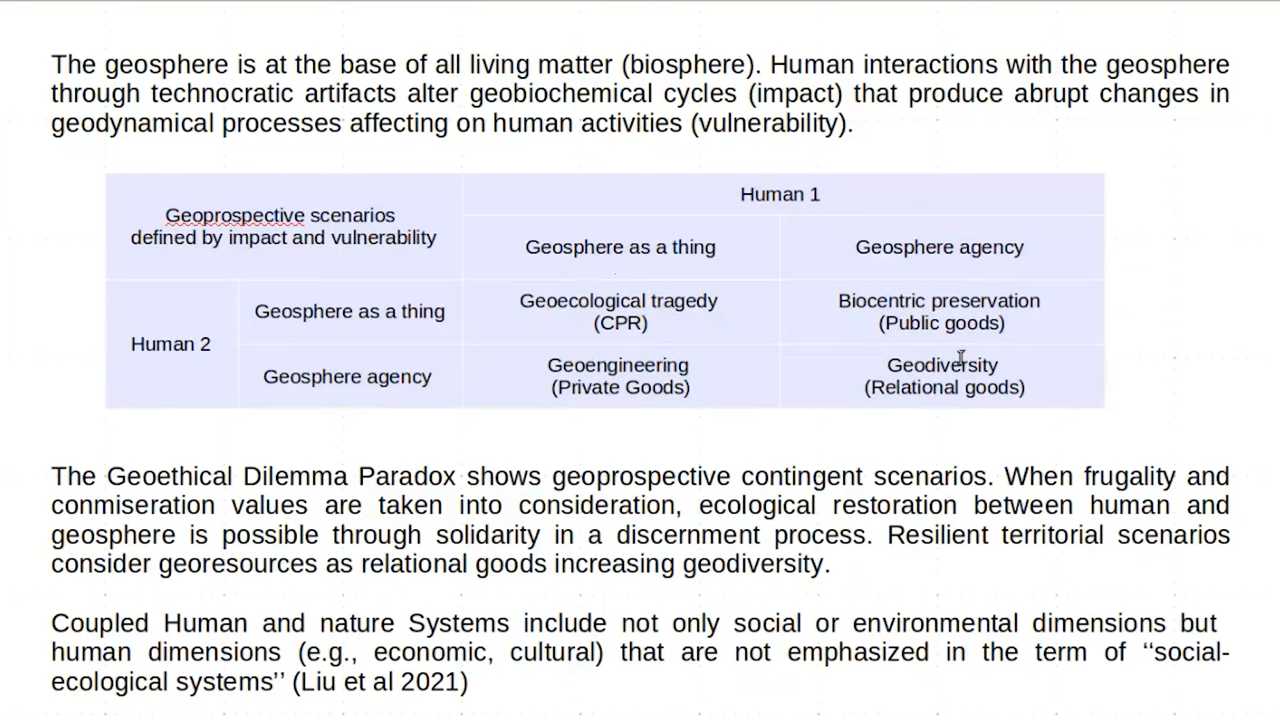 The geosphere is at the base of all living matter (biosphere). Human interactions with the geosphere
through technocratic artifacts alter geobiochemical cycles (impact) that produce abrupt changes in
geodynamical processes affecting on human activities (vulnerability).
Geoprospective scenarios
defined by impact and vulnerability
Human 1
Geosphere as a thing
Geosphere agency
Human 2
Geosphere as a thing
Geoecological tragedy
(CPR)
Biocentric preservation
(Public goods)
Geosphere agency
Geoengineering
(Private Goods)
Geodiversity
(Relational goods)
The Geoethical Dilemma Paradox shows geoprospective contingent scenarios. When frugality and
conmiseration values are taken into consideration, ecological restoration between human and
geosphere is possible through solidarity in a discernment process. Resilient territorial scenarios
consider georesources as relational goods increasing geodiversity.
Coupled Human and nature Systems include not only social or environmental dimensions but
human dimensions (e.g., economic, cultural) that are not emphasized in the term of ‘‘social-
ecological systems’’ (Liu et al 2021)